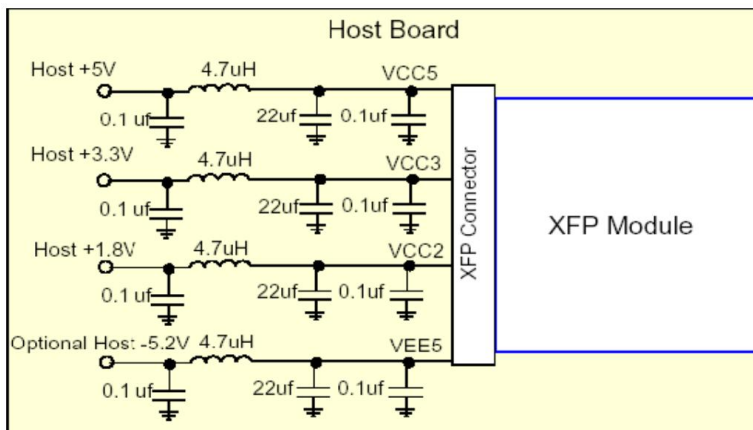 Host Board
Host +5V
4.7uH
VCC5
0.1 uf
22uf
0.1uf
Host +3.3V
4.7uH
VCC3
0.1 uf
22uf
0.1uf
Host +1.8V
4.7uH
VCC2
0.1 uf
22uf
0.1uf
Optional Host -5.2V
4.7uH
VEE5
0.1 uf
22uf
0.1uf
XFP Connector
XFP Module